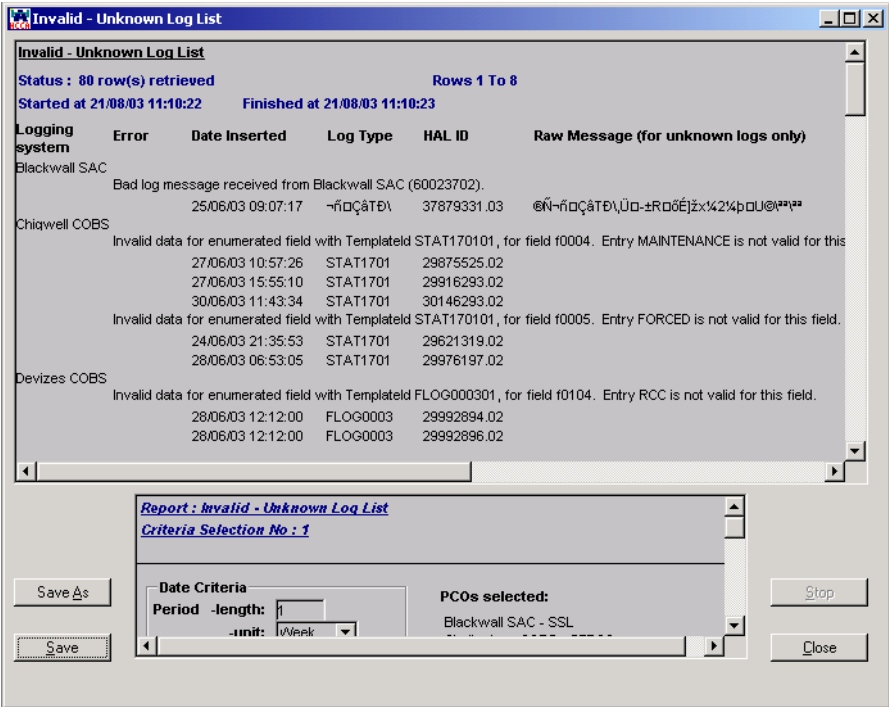 Invalid - Unknown Log List
Invalid - Unknown Log List
Status : 80 row(s) retrieved Rows 1 To 8
Started at 21/08/03 11:10:22 Finished at 21/08/03 11:10:23
Logging system Error Date Inserted Log Type HAL ID Raw Message (for unknown logs only)
Blackwall SAC
Bad log message received from Blackwall SAC (60023702).
25/06/03 09:07:17 ¬ñ¤ÇâTÐ\ 37879331.03
Chigwell COBS
Invalid data for enumerated field with TemplateId STAT170101, for field f0004. Entry MAINTENANCE is not valid for this
27/06/03 10:57:26 STAT1701 29875525.02
27/06/03 15:55:10 STAT1701 29916293.02
30/06/03 11:43:34 STAT1701 30146293.02
Invalid data for enumerated field with TemplateId STAT170101, for field f0005. Entry FORCED is not valid for this field.
24/06/03 21:35:53 STAT1701 29621319.02
28/06/03 06:53:05 STAT1701 29976197.02
Devizes COBS
Invalid data for enumerated field with TemplateId FLOG000301, for field f0104. Entry RCC is not valid for this field.
28/06/03 12:12:00 FLOG0003 29992894.02
28/06/03 12:12:00 FLOG0003 29992896.02
Report : Invalid - Unknown Log List
Criteria Selection No : 1
Date Criteria
Period -length: 1
-unit: Week
PCOs selected:
Blackwall SAC - SSL
Save As
Stop
Save
Close